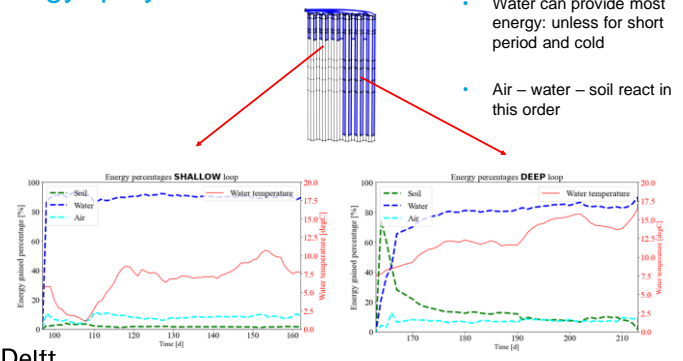 Water can provide most
energy: unless for short
period and cold
Air – water – soil react in
this order
Energy percentages SHALLOW loop
Soil
Water
Air
Water temperature
Energy gained percentage [%]
100
80
60
40
20
0
100 110 120 130 140 150 160
Time [d]
20.0
17.5
15.0
12.5
10.0
7.5
5.0
2.5
0.0
Water temperature [degC]
Energy percentages DEEP loop
Soil
Water
Air
Water temperature
Energy gained percentage [%]
100
80
60
40
20
0
170 180 190 200 210
Time [d]
20.0
17.5
15.0
12.5
10.0
7.5
5.0
2.5
0.0
Water temperature [degC]